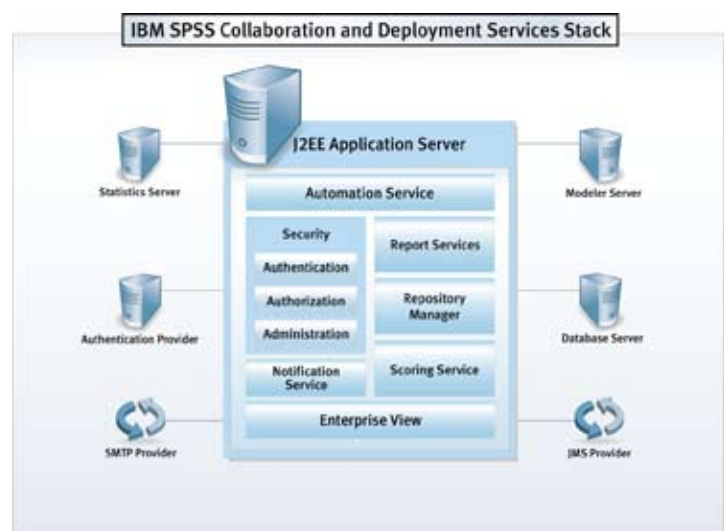 IBM SPSS Collaboration and Deployment Services Stack
J2EE Application Server
Statistics Server
Modeler Server
Automation Service
Security
Authentication
Authorization
Administration
Report Services
Repository
Manager
Authentication Provider
Database Server
Notification
Service
Scoring Service
Enterprise View
SMTP Provider
JMS Provider